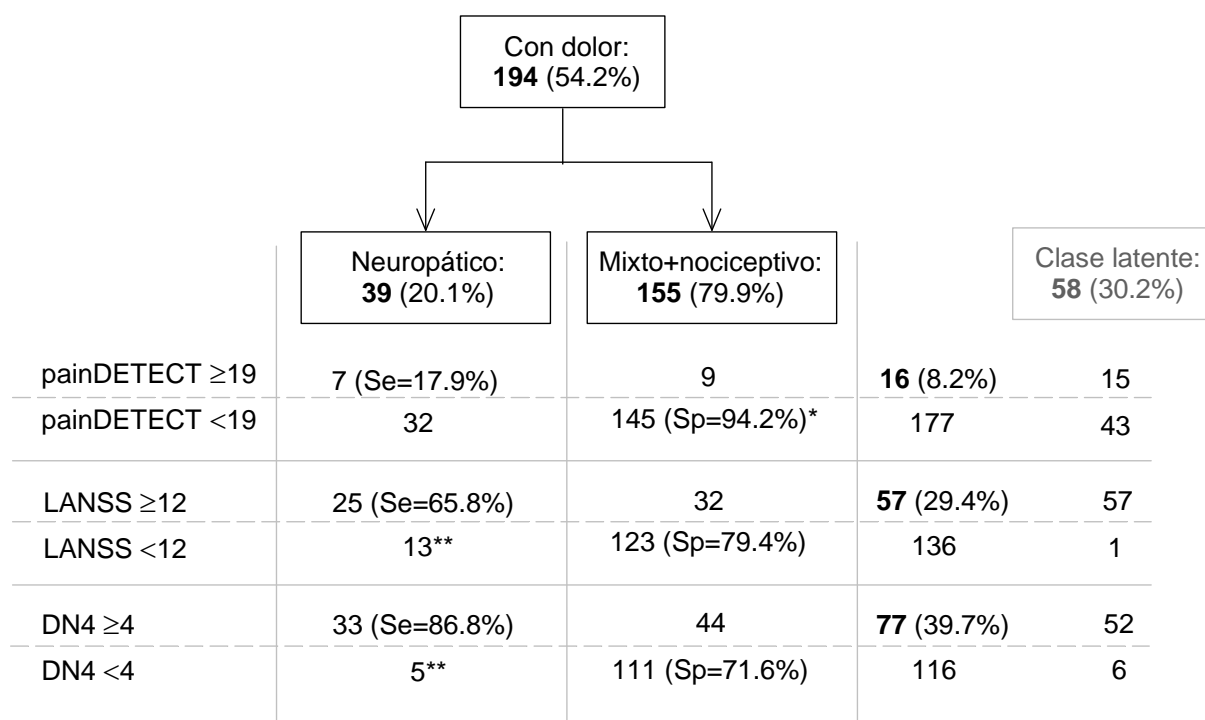 Con dolor:
194 (54.2%)
Neuropático:
39 (20.1%)
Mixto+nociceptivo:
155 (79.9%)
Clase latente:
58 (30.2%)
painDETECT ≥19 7 (Se=17.9%) 9 16 (8.2%) 15
painDETECT <19 32 145 (Sp=94.2%)* 177 43
LANSS ≥12 25 (Se=65.8%) 32 57 (29.4%) 57
LANSS <12 13** 123 (Sp=79.4%) 136 1
DN4 ≥4 33 (Se=86.8%) 44 77 (39.7%) 52
DN4 <4 5** 111 (Sp=71.6%) 116 6